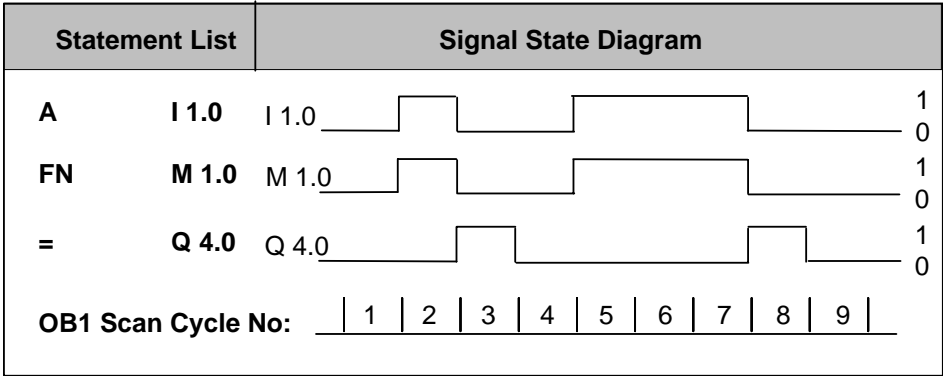 Statement List Signal State Diagram
A I 1.0 I 1.0 1
0
FN M 1.0 M 1.0 1
0
= Q 4.0 Q 4.0 1
0
OB1 Scan Cycle No: 1 2 3 4 5 6 7 8 9